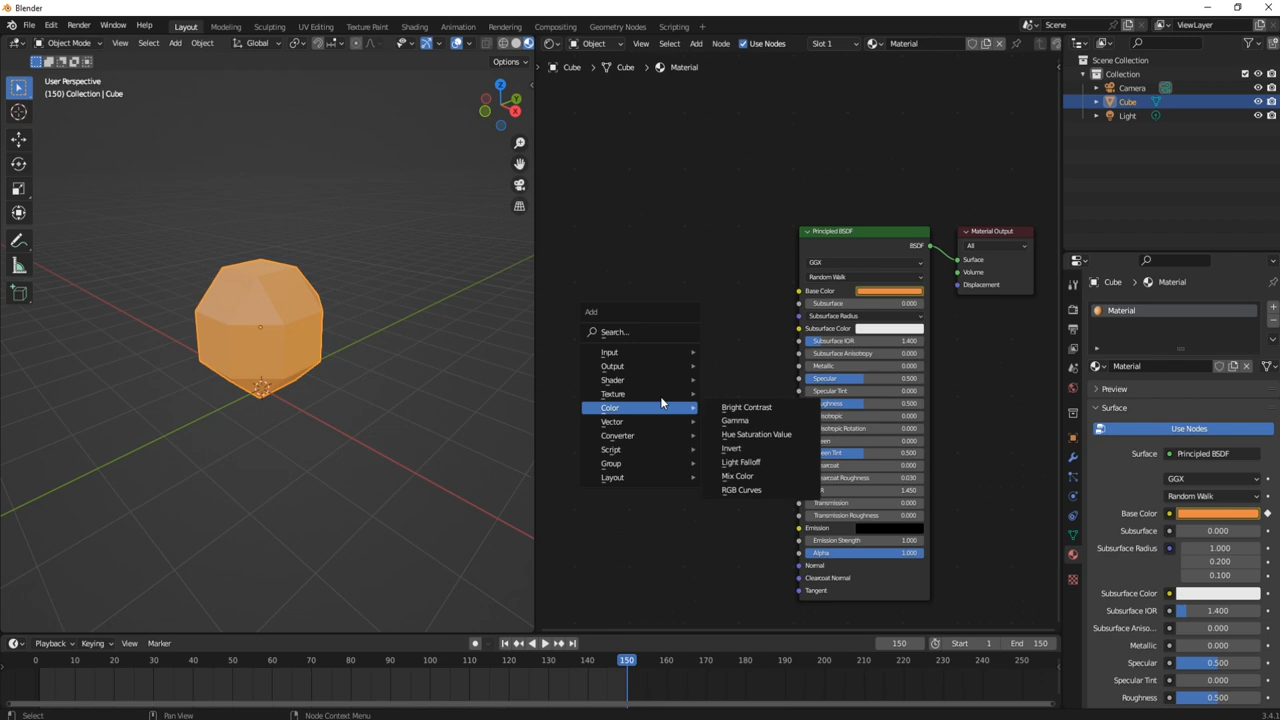 Blender
File Edit Render Window Help Layout Modeling Sculpting UV Editing Texture Paint Shading Animation Rendering Compositing Geometry Nodes Scripting + Scene ViewLayer
Object Mode View Select Add Object Global Object View Select Add Node Use Nodes Slot 1 Material
Options
Cube > Cube > Material
User Perspective
(150) Collection | Cube
Z
Y
X
Scene Collection
Collection
Camera
Cube
Light
Principled BSDF
BSDF
GGX
Random Walk
Base Color
Subsurface 0.000
Subsurface Radius
Subsurface Color
Subsurface IOR 1.400
Subsurface Anisotropy 0.000
Metallic 0.000
Specular 0.500
Specular Tint 0.000
ughness 0.500
isotropic 0.000
isotropic Rotation 0.000
een 0.000
een Tint 0.500
arcoat 0.000
earcoat Roughness 0.030
R 1.450
Transmission 0.000
Transmission Roughness 0.000
Emission
Emission Strength 1.000
Alpha 1.000
Normal
Clearcoat Normal
Tangent
Material Output
All
Surface
Volume
Displacement
Add
Search...
Input
Output
Shader
Texture
Color
Vector
Converter
Script
Group
Layout
Bright Contrast
Gamma
Hue Saturation Value
Invert
Light Falloff
Mix Color
RGB Curves
Cube > Material
Material
Material
Preview
Surface
Use Nodes
Surface Principled BSDF
GGX
Random Walk
Base Color
Subsurface 0.000
Subsurface Radius 1.000
0.200
0.100
Subsurface Color
Subsurface IOR 1.400
Subsurface Aniso... 0.000
Metallic 0.000
Specular 0.500
Specular Tint 0.000
Roughness 0.500
Playback Keying View Marker 150 Start 1 End 150
0 10 20 30 40 50 60 70 80 90 100 110 120 130 140 150 160 170 180 190 200 210 220 230 240 250
Select Pan View Node Context Menu 3.4.1